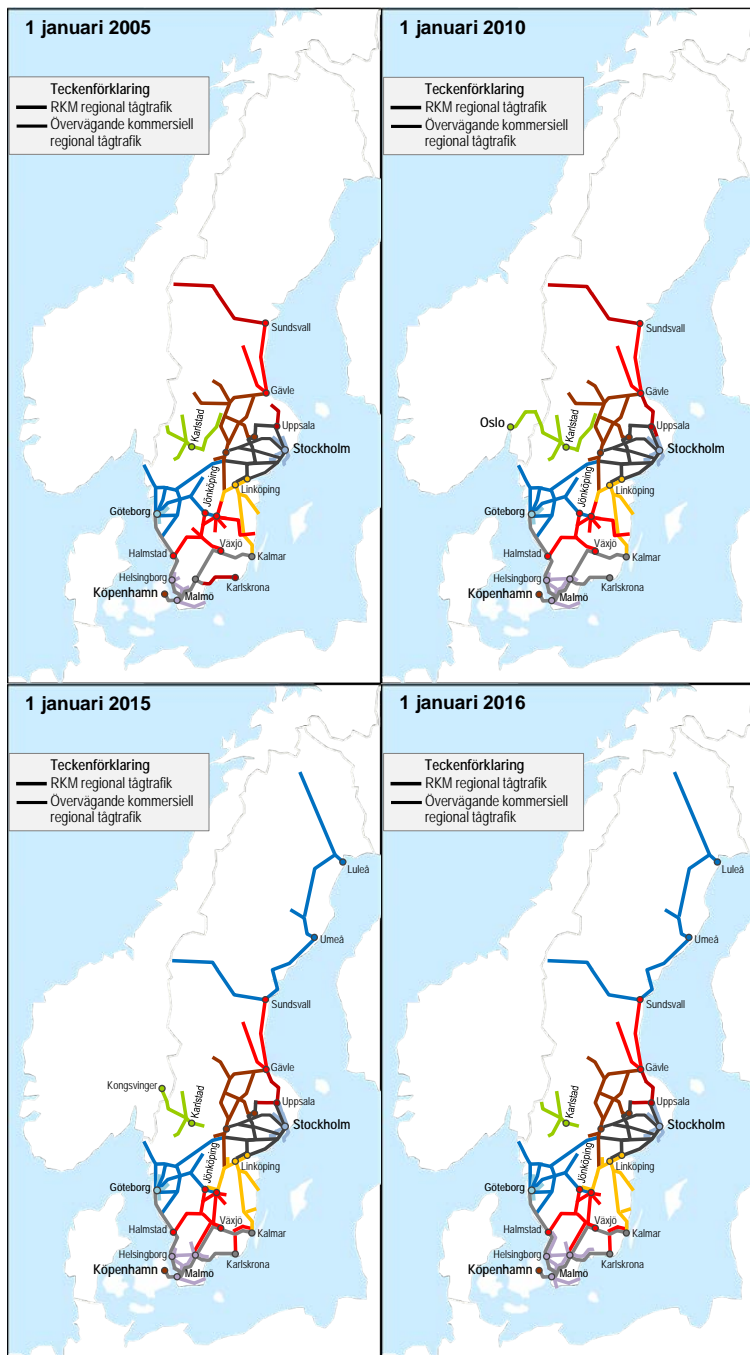 1 januari 2005
Teckenförklaring
RKM regional tågtrafik
Övervägande kommersiell
regional tågtrafik
Sundsvall
Gävle
Karlstad
Uppsala
Stockholm
Jönköping
Linköping
Göteborg
Halmstad
Växjö
Kalmar
Helsingborg
Karlskrona
Köpenhamn
Malmö
1 januari 2010
Teckenförklaring
RKM regional tågtrafik
Övervägande kommersiell
regional tågtrafik
Sundsvall
Gävle
Oslo
Karlstad
Uppsala
Stockholm
Jönköping
Linköping
Göteborg
Halmstad
Växjö
Kalmar
Helsingborg
Karlskrona
Köpenhamn
Malmö
1 januari 2015
Teckenförklaring
RKM regional tågtrafik
Övervägande kommersiell
regional tågtrafik
Luleå
Umeå
Sundsvall
Gävle
Kongsvinger
Karlstad
Uppsala
Stockholm
Jönköping
Linköping
Göteborg
Halmstad
Växjö
Kalmar
Helsingborg
Karlskrona
Köpenhamn
Malmö
1 januari 2016
Teckenförklaring
RKM regional tågtrafik
Övervägande kommersiell
regional tågtrafik
Luleå
Umeå
Sundsvall
Gävle
Karlstad
Uppsala
Stockholm
Jönköping
Linköping
Göteborg
Halmstad
Växjö
Kalmar
Helsingborg
Karlskrona
Köpenhamn
Malmö